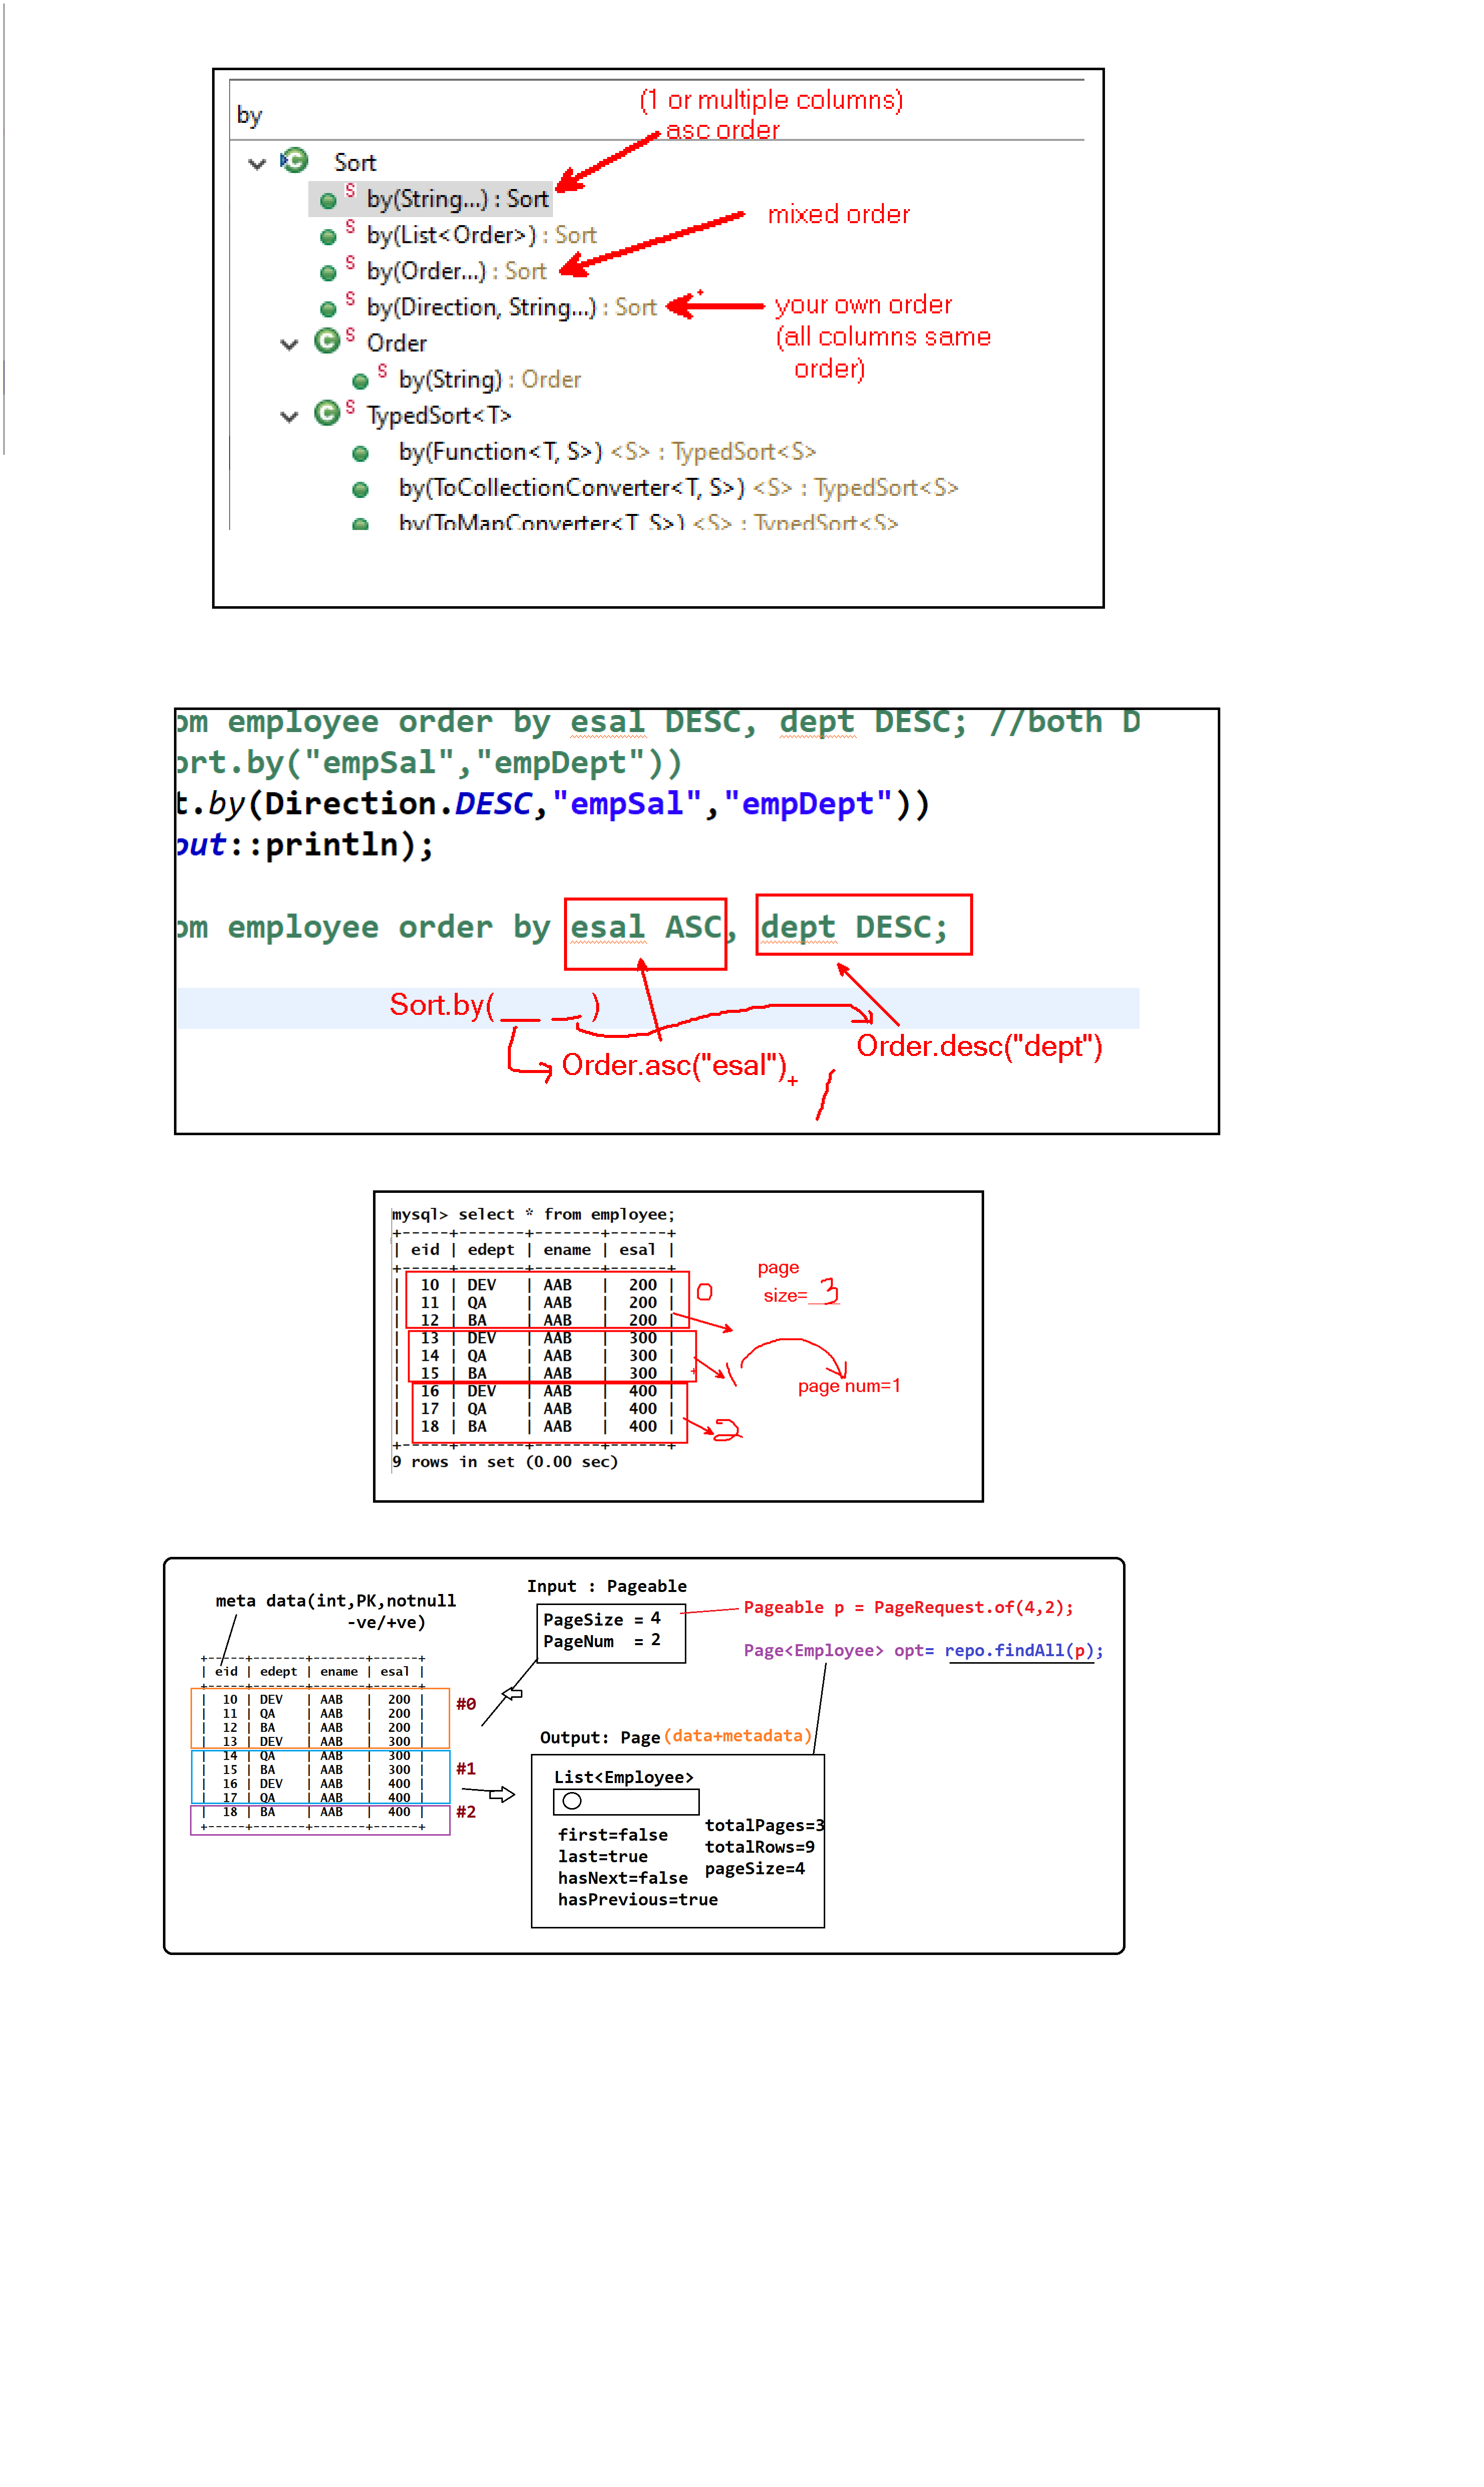 by
(1 or multiple columns)
asc order
Sort
S by(String...) : Sort
S by(List<Order>) : Sort
mixed order
S by(Order...) : Sort
S by(Direction, String...) : Sort
your own order
(all columns same
order)
S Order
S by(String) : Order
S TypedSort<T>
by(Function<T, S>) <S> : TypedSort<S>
by(ToCollectionConverter<T, S>) <S> : TypedSort<S>
by(ToMapConverter<T, S>) <S> : TypedSort<S>
om employee order by esal DESC, dept DESC; //both D
ort.by("empSal","empDept"))
t.by(Direction.DESC,"empSal","empDept"))
out::println);
om employee order by esal ASC, dept DESC;
Sort.by(__ __)
Order.asc("esal")
Order.desc("dept")
mysql> select * from employee;
+-----+-------+-------+------+
| eid | edept | ename | esal |
+-----+-------+-------+------+
| 10 | DEV | AAB | 200 |
| 11 | QA | AAB | 200 |
| 12 | BA | AAB | 200 |
| 13 | DEV | AAB | 300 |
| 14 | QA | AAB | 300 |
| 15 | BA | AAB | 300 |
| 16 | DEV | AAB | 400 |
| 17 | QA | AAB | 400 |
| 18 | BA | AAB | 400 |
+-----+-------+-------+------+
9 rows in set (0.00 sec)
0
page
size= 3
1
page num=1
2
meta data(int,PK,notnull
-ve/+ve)
+-----+-------+-------+------+
| eid | edept | ename | esal |
+-----+-------+-------+------+
| 10 | DEV | AAB | 200 |
| 11 | QA | AAB | 200 |
| 12 | BA | AAB | 200 |
| 13 | DEV | AAB | 300 |
| 14 | QA | AAB | 300 |
| 15 | BA | AAB | 300 |
| 16 | DEV | AAB | 400 |
| 17 | QA | AAB | 400 |
| 18 | BA | AAB | 400 |
+-----+-------+-------+------+
#0
#1
#2
Input : Pageable
PageSize = 4
PageNum = 2
Pageable p = PageRequest.of(4,2);
Page<Employee> opt= repo.findAll(p);
Output: Page(data+metadata)
List<Employee>
first=false
last=true
hasNext=false
hasPrevious=true
totalPages=3
totalRows=9
pageSize=4